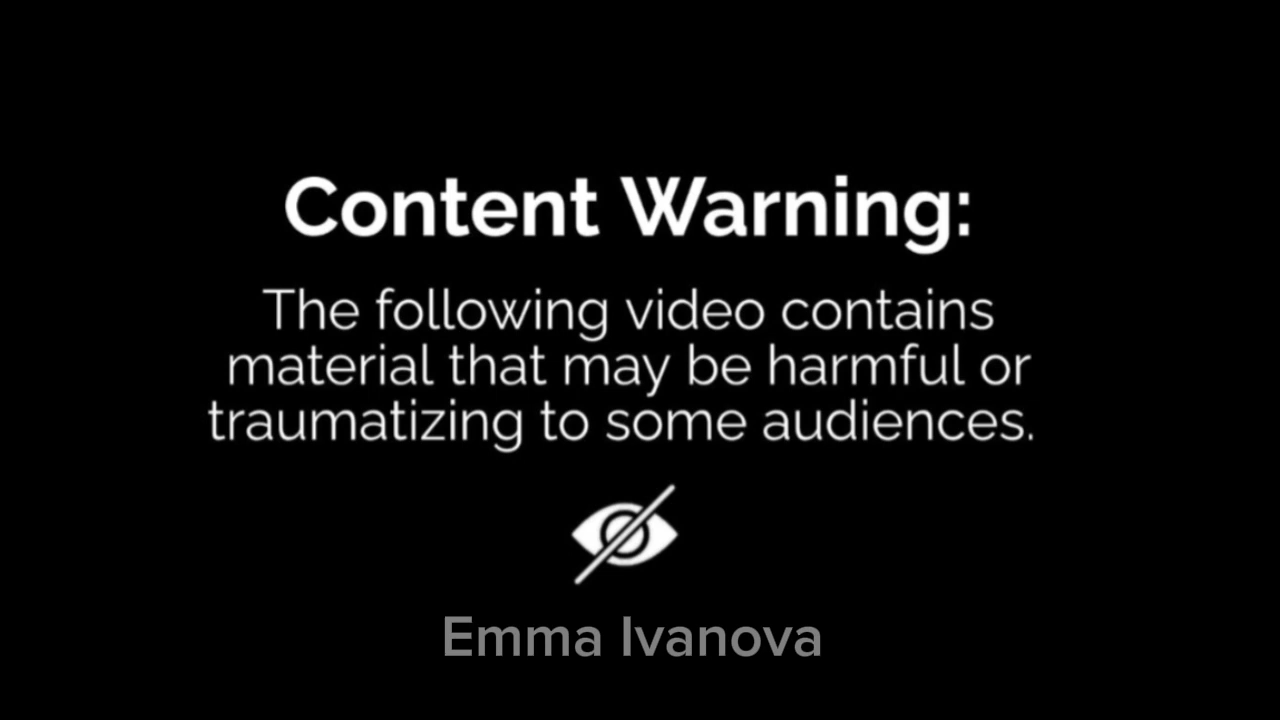 Content Warning:
The following video contains
material that may be harmful or
traumatizing to some audiences.
Emma Ivanova